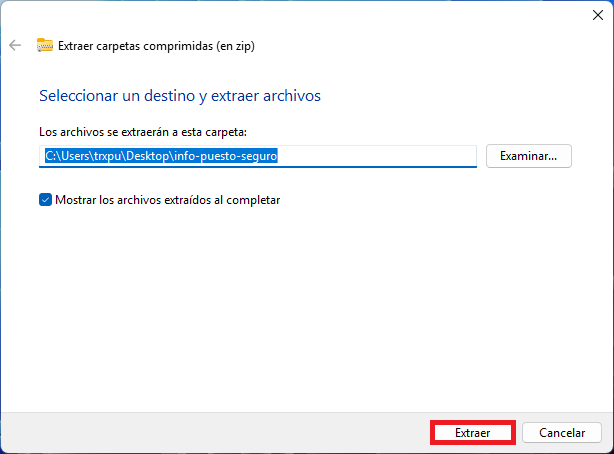 Extraer carpetas comprimidas (en zip)
Seleccionar un destino y extraer archivos
Los archivos se extraerán a esta carpeta:
C:\Users\trxpu\Desktop\info-puesto-seguro
Examinar...
Mostrar los archivos extraídos al completar
Extraer
Cancelar